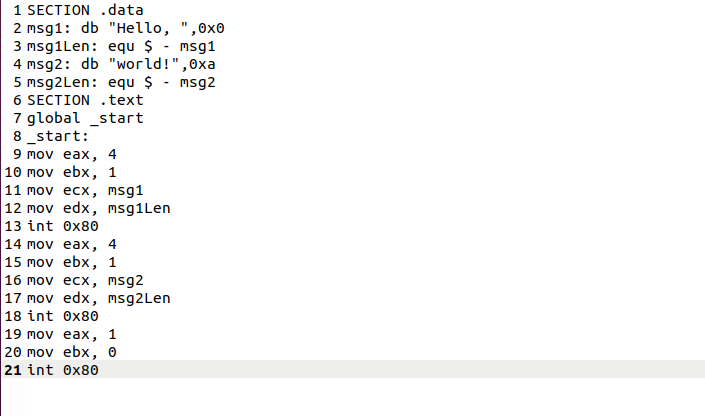 1 SECTION .data
2 msg1: db "Hello, ",0x0
3 msg1Len: equ $ - msg1
4 msg2: db "world!",0xa
5 msg2Len: equ $ - msg2
6 SECTION .text
7 global _start
8 _start:
9 mov eax, 4
10 mov ebx, 1
11 mov ecx, msg1
12 mov edx, msg1Len
13 int 0x80
14 mov eax, 4
15 mov ebx, 1
16 mov ecx, msg2
17 mov edx, msg2Len
18 int 0x80
19 mov eax, 1
20 mov ebx, 0
21 int 0x80